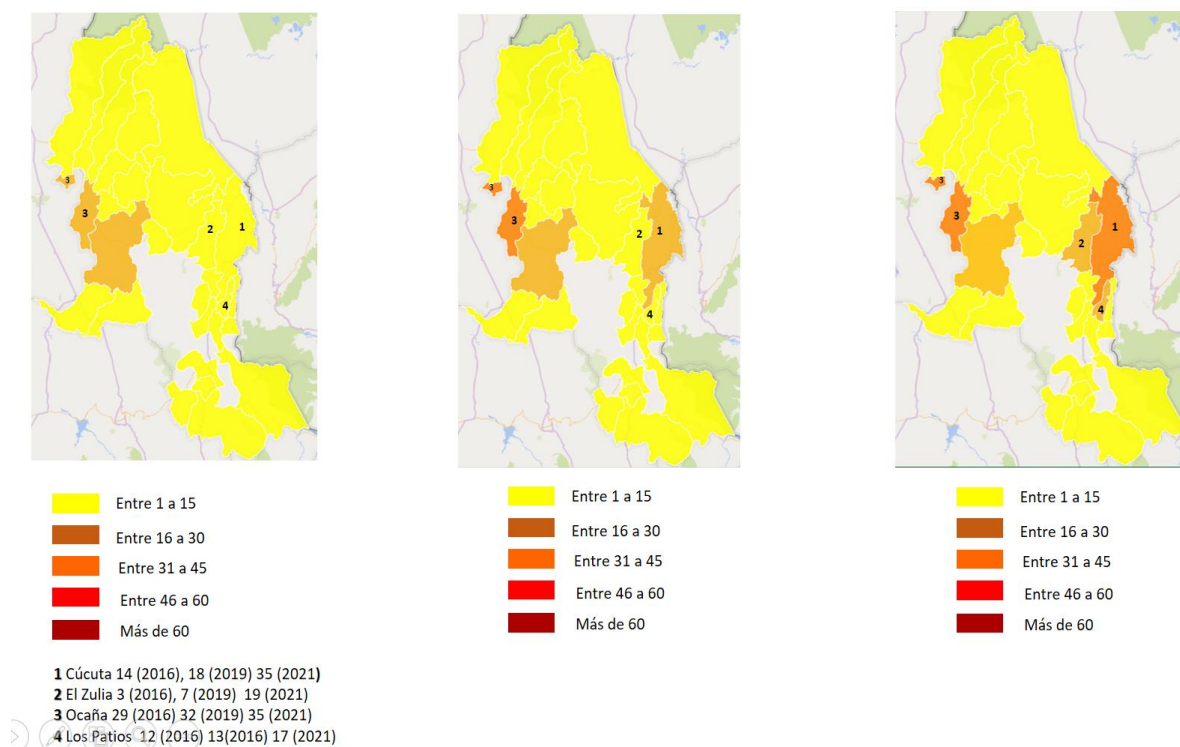 3
3
2
1
4
3
3
2
1
4
3
3
2
1
4
Entre 1 a 15
Entre 16 a 30
Entre 31 a 45
Entre 46 a 60
Más de 60
Entre 1 a 15
Entre 16 a 30
Entre 31 a 45
Entre 46 a 60
Más de 60
Entre 1 a 15
Entre 16 a 30
Entre 31 a 45
Entre 46 a 60
Más de 60
1 Cúcuta 14 (2016), 18 (2019) 35 (2021)
2 El Zulia 3 (2016), 7 (2019) 19 (2021)
3 Ocaña 29 (2016) 32 (2019) 35 (2021)
4 Los Patios 12 (2016) 13(2016) 17 (2021)